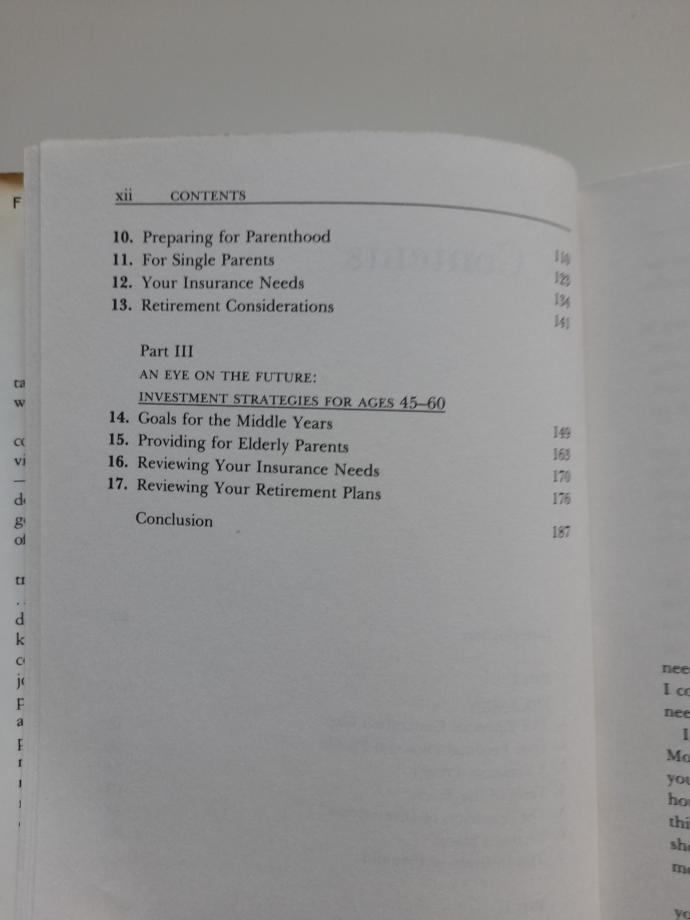 xii CONTENTS
10. Preparing for Parenthood
11. For Single Parents 123
12. Your Insurance Needs 134
13. Retirement Considerations 141
Part III
AN EYE ON THE FUTURE:
INVESTMENT STRATEGIES FOR AGES 45–60
14. Goals for the Middle Years 149
15. Providing for Elderly Parents 163
16. Reviewing Your Insurance Needs 170
17. Reviewing Your Retirement Plans 176
Conclusion 187